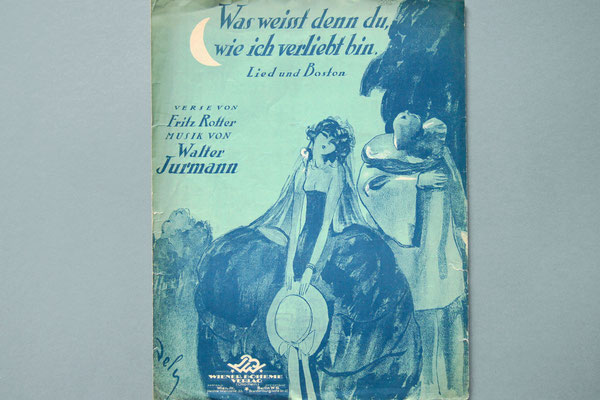 Was weisst denn du,
wie ich verliebt bin.
Lied und Boston
VERSE VON
Fritz Rotter
MUSIK VON
Walter
Jurmann
WIENER BOHEME
VERLAG